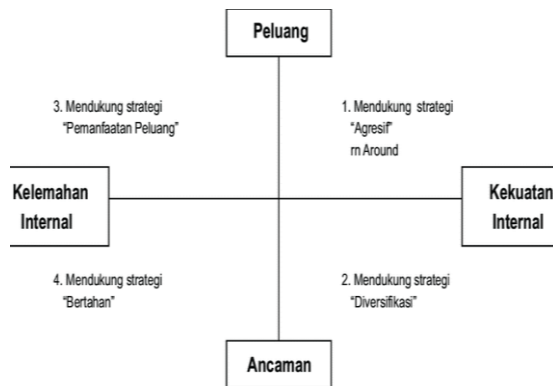 Peluang
3. Mendukung strategi
"Pemanfaatan Peluang"
1. Mendukung strategi
"Agresif"
rn Around
Kelemahan
Internal
Kekuatan
Internal
4. Mendukung strategi
"Bertahan"
2. Mendukung strategi
"Diversifikasi"
Ancaman